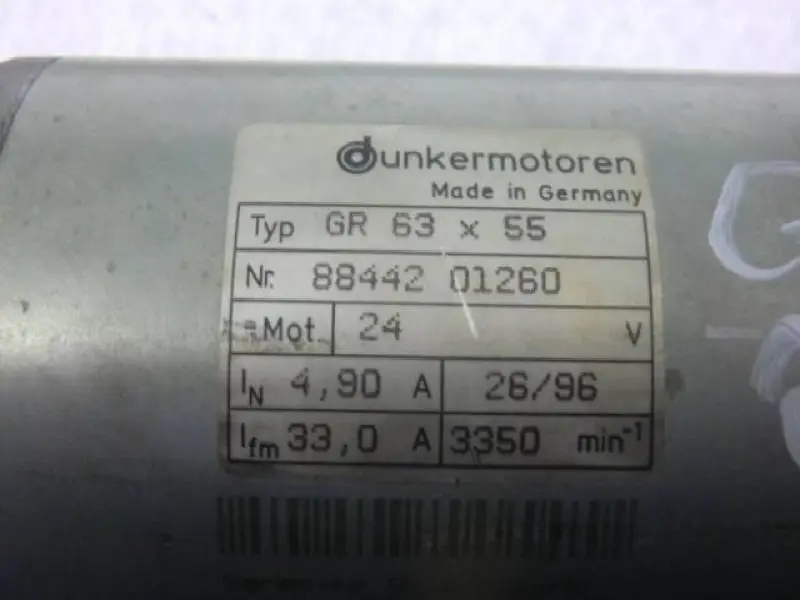 dunkermotoren
Made in Germany
Typ GR 63 x 55
Nr. 88442 01260
=Mot. 24 V
IN 4,90 A 26/96
Ifm 33,0 A 3350 min-1